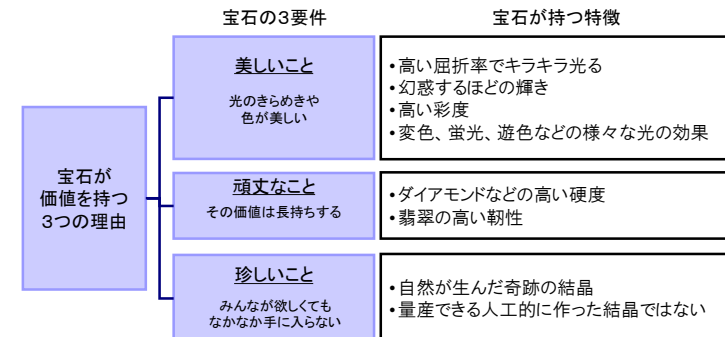 宝石の3要件
宝石が持つ特徴
宝石が
価値を持つ
3つの理由
美しいこと
光のきらめきや
色が美しい
•高い屈折率でキラキラ光る
•幻惑するほどの輝き
•高い彩度
•変色、蛍光、遊色などの様々な光の効果
頑丈なこと
その価値は長持ちする
•ダイアモンドなどの高い硬度
•翡翠の高い靭性
珍しいこと
みんなが欲しくても
なかなか手に入らない
•自然が生んだ奇跡の結晶
•量産できる人工的に作った結晶ではない